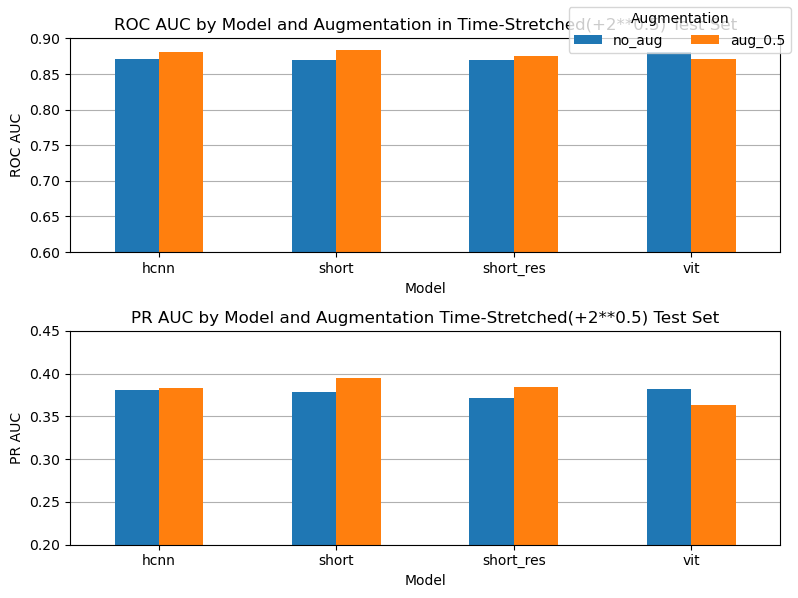 ROC AUC by Model and Augmentation in Time-Stretched(+2**0.5) Test Set
Augmentation
no_aug aug_0.5
0.90
0.85
0.80
0.75
0.70
0.65
0.60
ROC AUC
hcnn short short_res vit
Model
PR AUC by Model and Augmentation Time-Stretched(+2**0.5) Test Set
0.45
0.40
0.35
0.30
0.25
0.20
PR AUC
hcnn short short_res vit
Model